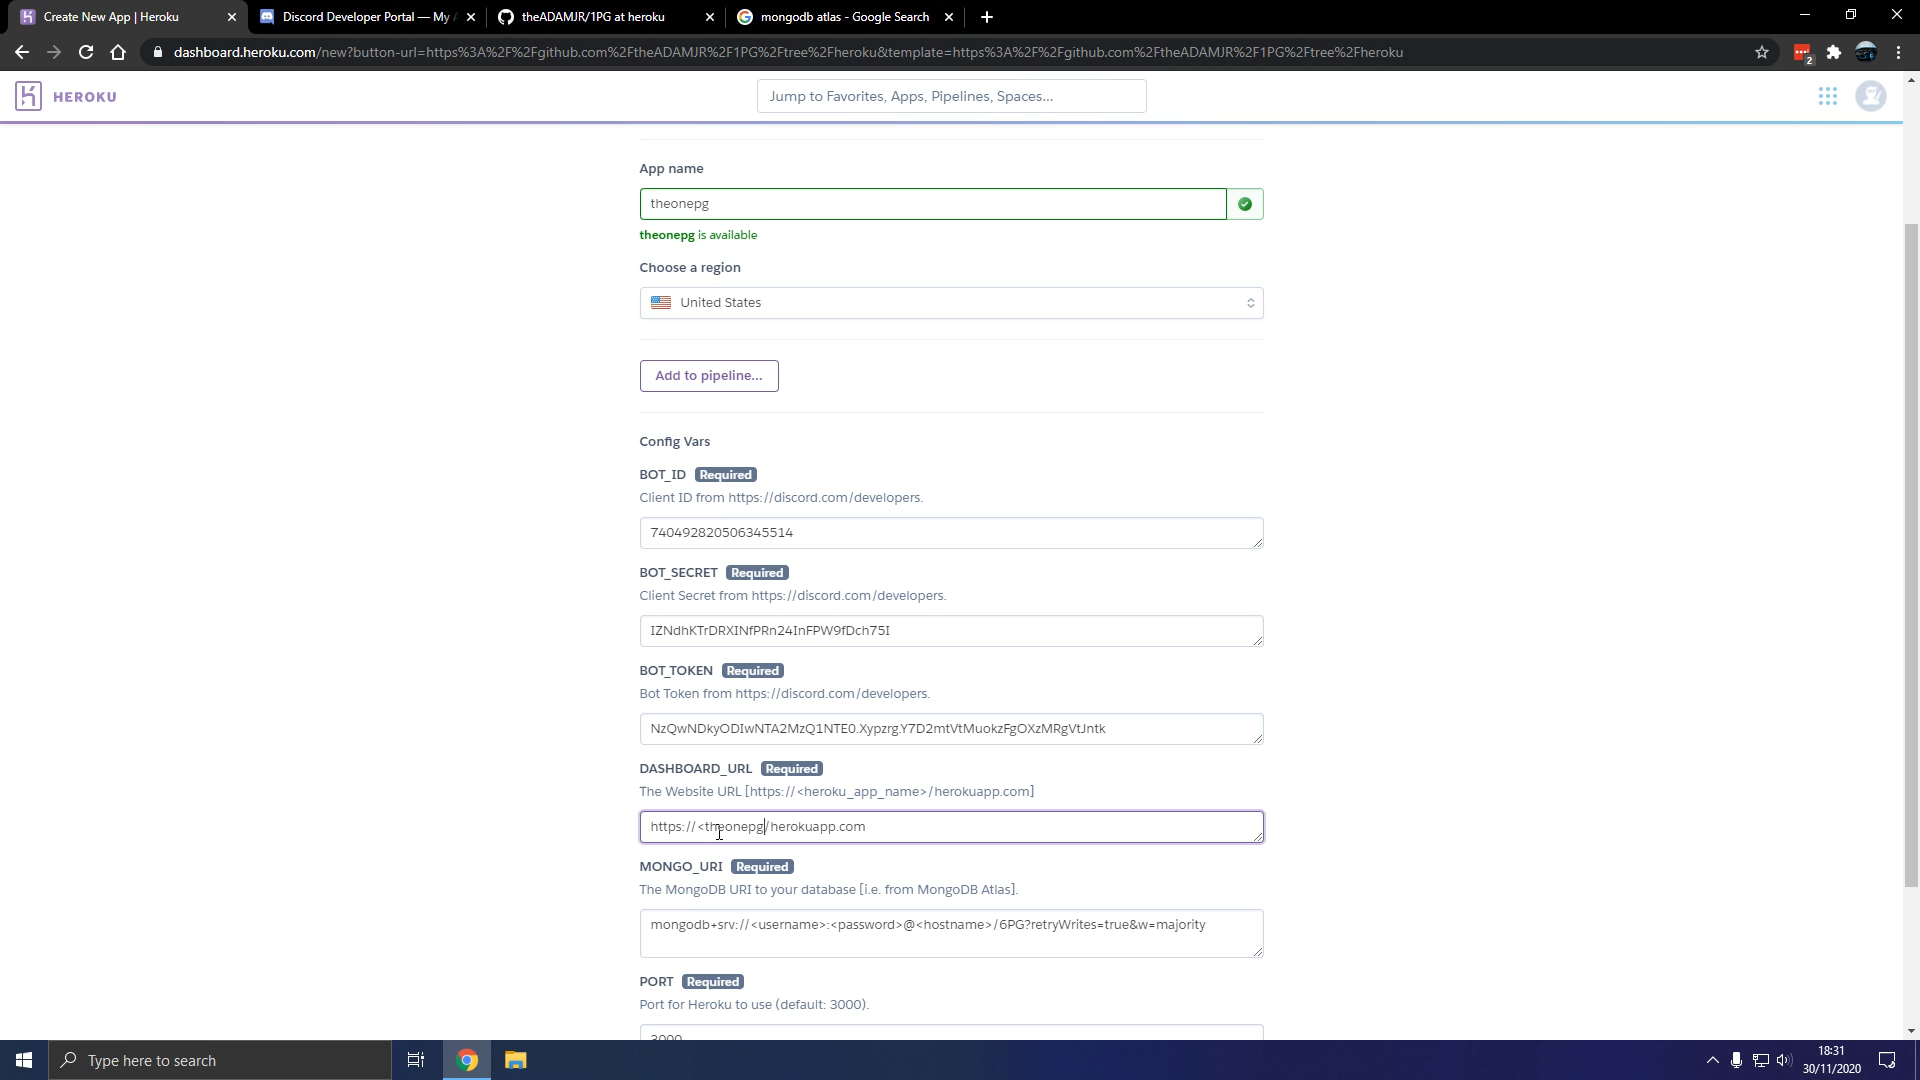 Create New App | Heroku
Discord Developer Portal — My A
theADAMJR/1PG at heroku
mongodb atlas - Google Search
dashboard.heroku.com/new?button-url=https%3A%2F%2Fgithub.com%2FtheADAMJR%2F1PG%2Ftree%2Fheroku&template=https%3A%2F%2Fgithub.com%2FtheADAMJR%2F1PG%2Ftree%2Fheroku
2
HEROKU
Jump to Favorites, Apps, Pipelines, Spaces...
App name
theonepg
theonepg is available
Choose a region
United States
Add to pipeline...
Config Vars
BOT_ID Required
Client ID from https://discord.com/developers.
740492820506345514
BOT_SECRET Required
Client Secret from https://discord.com/developers.
IZNdhKTrDRXINfPRn24InFPW9fDch75I
BOT_TOKEN Required
Bot Token from https://discord.com/developers.
NzQwNDkyODIwNTA2MzQ1NTE0.Xypzrg.Y7D2mtVtMuokzFgOXzMRgVtJntk
DASHBOARD_URL Required
The Website URL [https://<heroku_app_name>/herokuapp.com]
https://<theonepg/herokuapp.com
MONGO_URI Required
The MongoDB URI to your database [i.e. from MongoDB Atlas].
mongodb+srv://<username>:<password>@<hostname>/6PG?retryWrites=true&w=majority
PORT Required
Port for Heroku to use (default: 3000).
3000
Type here to search
18:31
30/11/2020